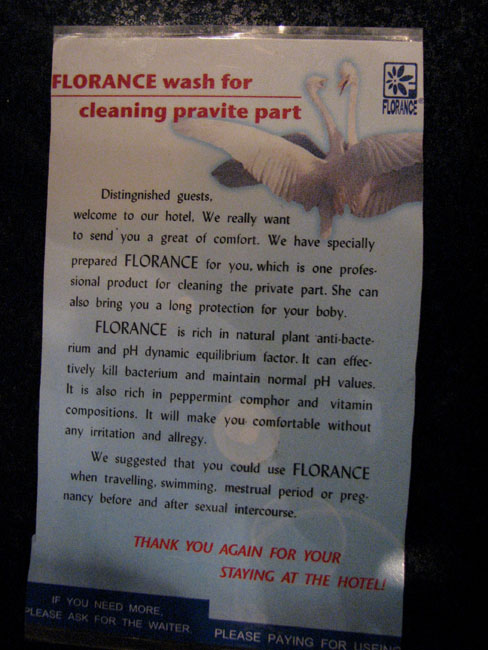 FLORANCE wash for
cleaning pravite part
FLORANCE®
Distingnished guests,
welcome to our hotel, We really want
to send you a great of comfort. We have specially
prepared FLORANCE for you, which is one profes-
sional product for cleaning the private part. She can
also bring you a long protection for your boby.
FLORANCE is rich in natural plant anti-bacte-
rium and pH dynamic equilibrium factor. It can effec-
tively kill bacterium and maintain normal pH values.
It is also rich in peppermint comphor and vitamin
compositions. It will make you comfortable without
any irritation and allregy.
We suggested that you could use FLORANCE
when travelling, swimming, mestrual period or preg-
nancy before and after sexual intercourse.
THANK YOU AGAIN FOR YOUR
STAYING AT THE HOTEL!
IF YOU NEED MORE,
PLEASE ASK FOR THE WAITER.
PLEASE PAYING FOR USEING